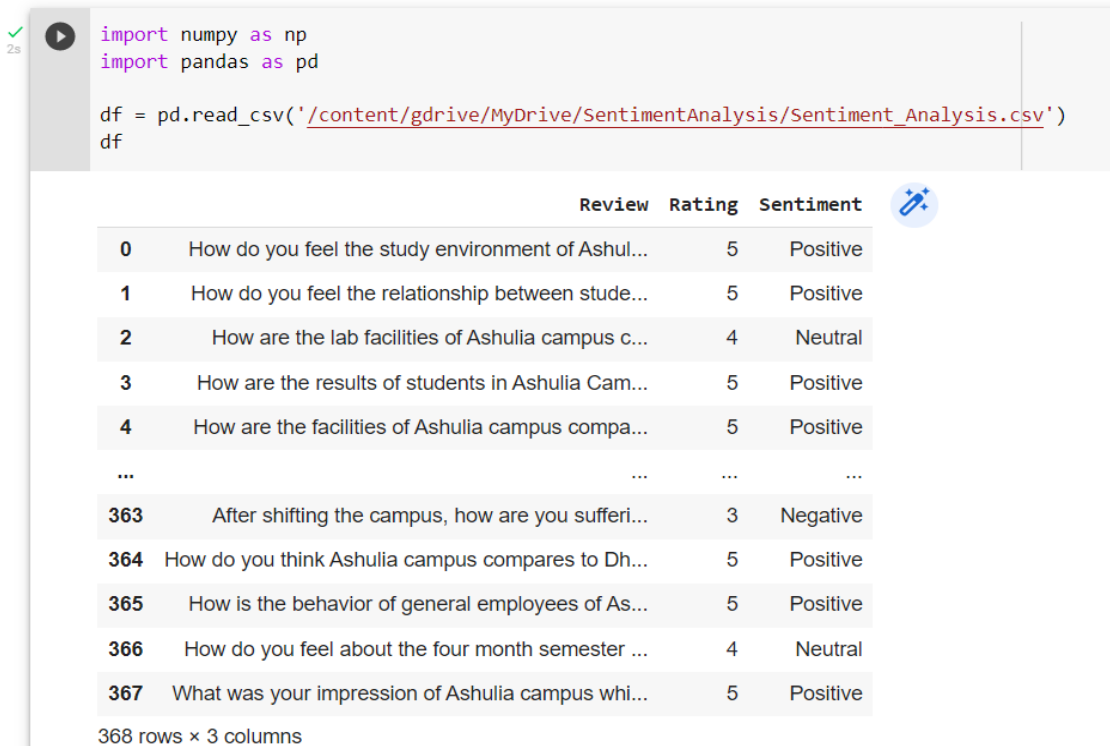 2s
import numpy as np
import pandas as pd
df = pd.read_csv('/content/gdrive/MyDrive/SentimentAnalysis/Sentiment_Analysis.csv')
df
Review Rating Sentiment
0 How do you feel the study environment of Ashul... 5 Positive
1 How do you feel the relationship between stude... 5 Positive
2 How are the lab facilities of Ashulia campus c... 4 Neutral
3 How are the results of students in Ashulia Cam... 5 Positive
4 How are the facilities of Ashulia campus compa... 5 Positive
... ... ... ...
363 After shifting the campus, how are you sufferi... 3 Negative
364 How do you think Ashulia campus compares to Dh... 5 Positive
365 How is the behavior of general employees of As... 5 Positive
366 How do you feel about the four month semester ... 4 Neutral
367 What was your impression of Ashulia campus whi... 5 Positive
368 rows × 3 columns